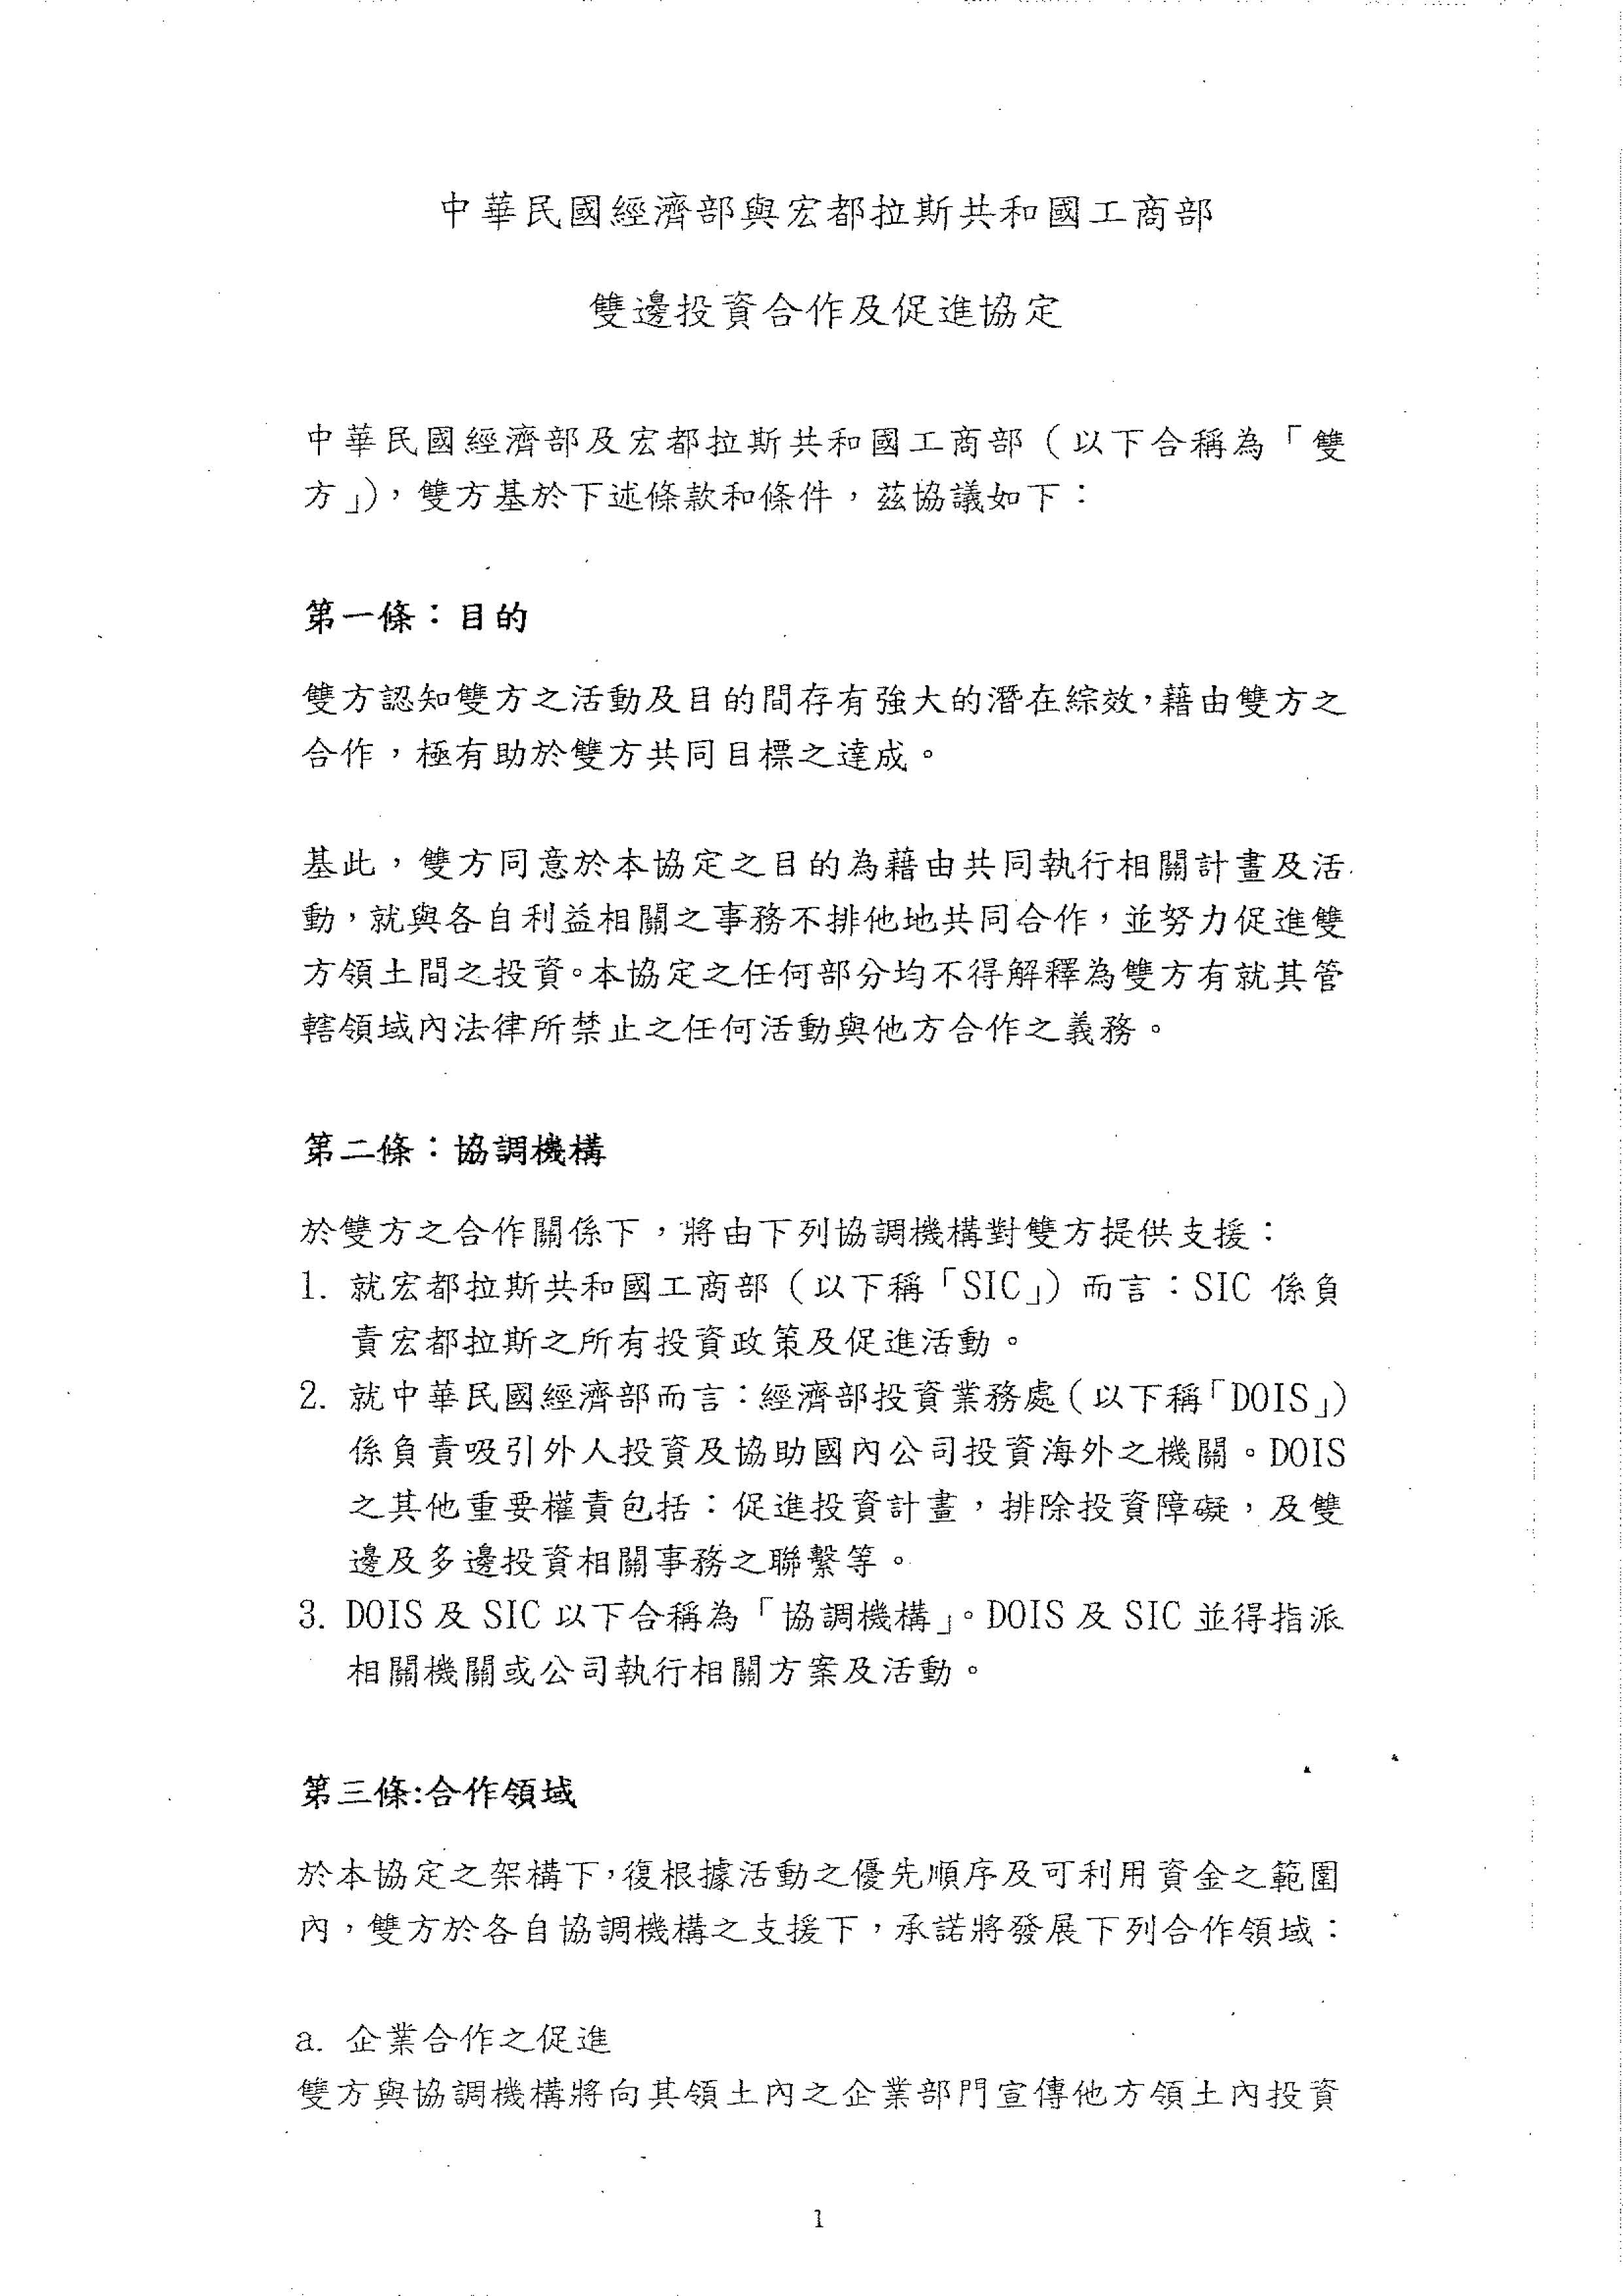 中華民國經濟部與宏都拉斯共和國工商部
雙邊投資合作及促進協定
中華民國經濟部及宏都拉斯共和國工商部（以下合稱為「雙
方」），雙方基於下述條款和條件，茲協議如下：
第一條：目的
雙方認知雙方之活動及目的間存有強大的潛在綜效，藉由雙方之
合作，極有助於雙方共同目標之達成。
基此，雙方同意於本協定之目的為藉由共同執行相關計畫及活
動，就與各自利益相關之事務不排他地共同合作，並努力促進雙
方領土間之投資。本協定之任何部分均不得解釋為雙方有就其管
轄領域內法律所禁止之任何活動與他方合作之義務。
第二條：協調機構
於雙方之合作關係下，將由下列協調機構對雙方提供支援：
1. 就宏都拉斯共和國工商部（以下稱「SIC」）而言：SIC 係負
責宏都拉斯之所有投資政策及促進活動。
2. 就中華民國經濟部而言：經濟部投資業務處（以下稱「DOIS」）
係負責吸引外人投資及協助國內公司投資海外之機關。DOIS
之其他重要權責包括：促進投資計畫，排除投資障礙，及雙
邊及多邊投資相關事務之聯繫等。
3. DOIS 及 SIC 以下合稱為「協調機構」。DOIS 及 SIC 並得指派
相關機關或公司執行相關方案及活動。
第三條:合作領域
於本協定之架構下，復根據活動之優先順序及可利用資金之範圍
內，雙方於各自協調機構之支援下，承諾將發展下列合作領域：
a. 企業合作之促進
雙方與協調機構將向其領土內之企業部門宣傳他方領土內投資
1